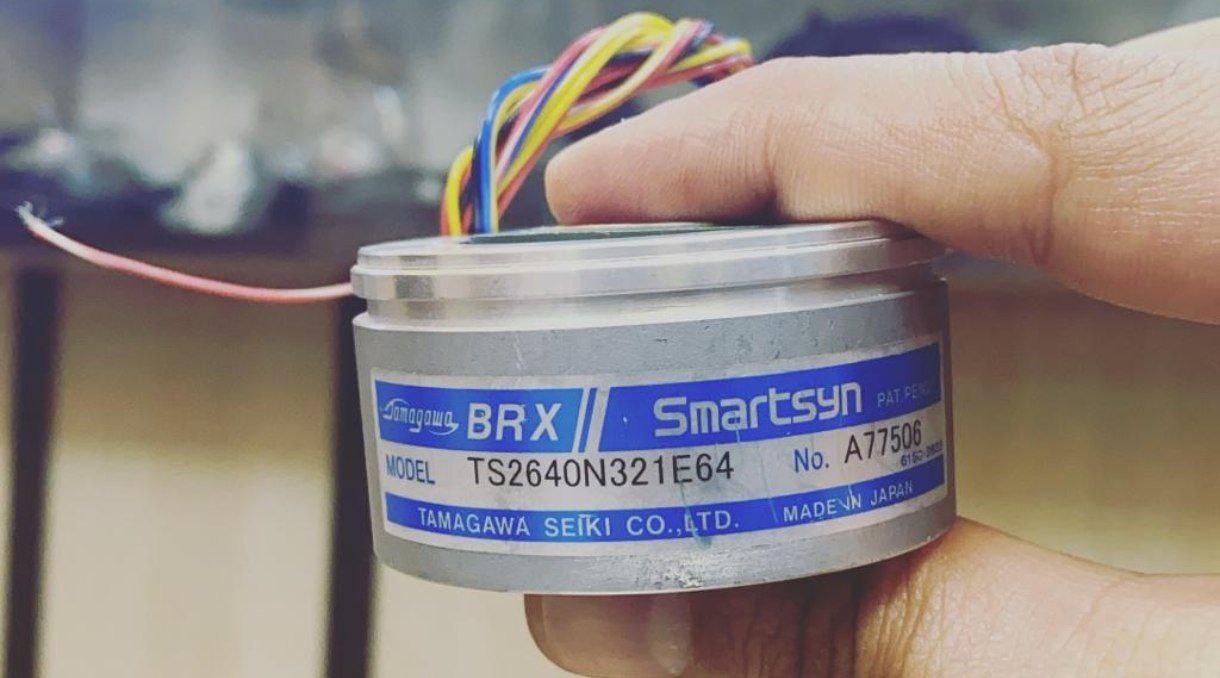 Tamagawa BRX Smartsyn PAT.PEND.
MODEL TS2640N321E64 No. A77506
TAMAGAWA SEIKI CO.,LTD. MADE IN JAPAN